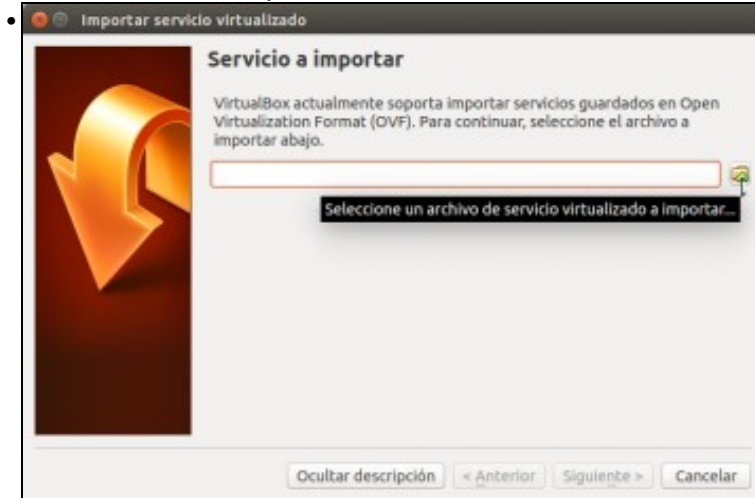 Importar servicio virtualizado
Servicio a importar
VirtualBox actualmente soporta importar servicios guardados en Open
Virtualization Format (OVF). Para continuar, seleccione el archivo a
importar abajo.
Seleccione un archivo de servicio virtualizado a importar...
Ocultar descripción < Anterior Siguiente > Cancelar